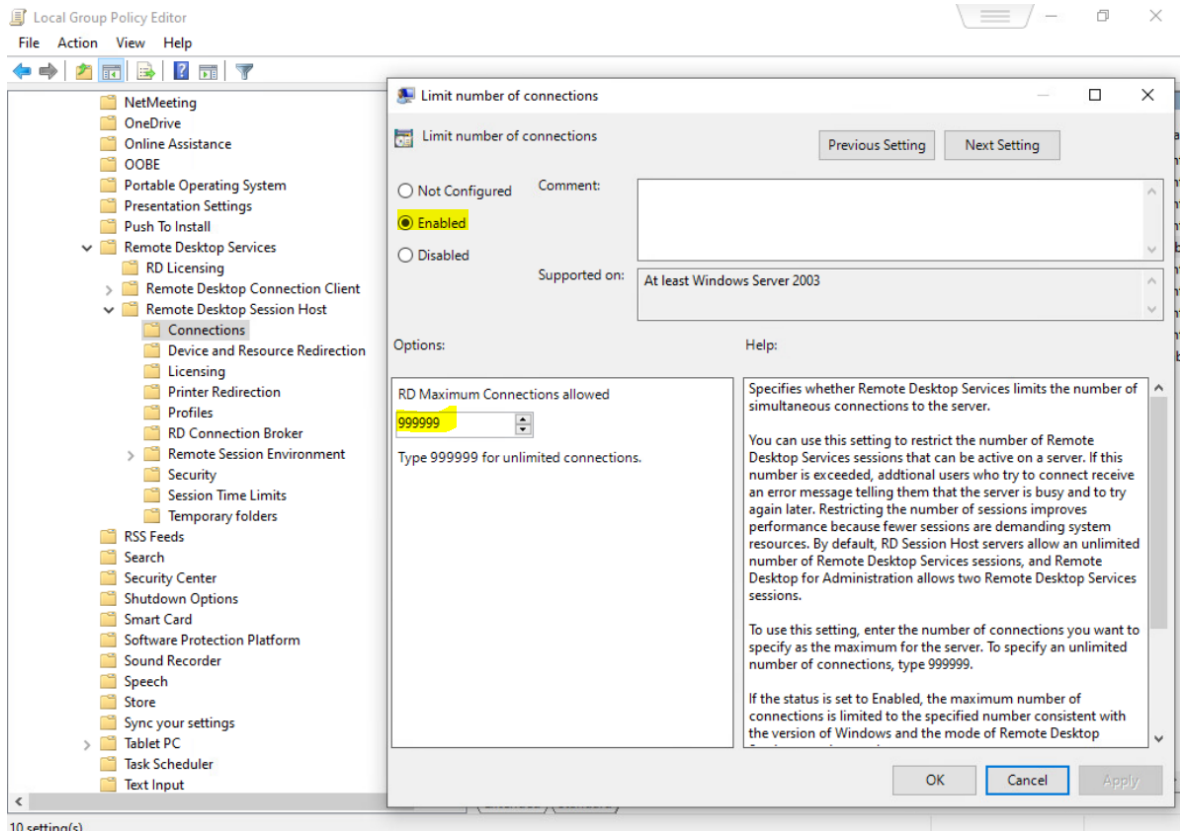 Local Group Policy Editor
File Action View Help
NetMeeting
OneDrive
Online Assistance
OOBE
Portable Operating System
Presentation Settings
Push To Install
Remote Desktop Services
RD Licensing
Remote Desktop Connection Client
Remote Desktop Session Host
Connections
Device and Resource Redirection
Licensing
Printer Redirection
Profiles
RD Connection Broker
Remote Session Environment
Security
Session Time Limits
Temporary folders
RSS Feeds
Search
Security Center
Shutdown Options
Smart Card
Software Protection Platform
Sound Recorder
Speech
Store
Sync your settings
Tablet PC
Task Scheduler
Text Input
10 setting(s)
Limit number of connections
Limit number of connections
Previous Setting Next Setting
Not Configured
Enabled
Disabled
Comment:
Supported on:
At least Windows Server 2003
Options:
Help:
RD Maximum Connections allowed
999999
Type 999999 for unlimited connections.
Specifies whether Remote Desktop Services limits the number of
simultaneous connections to the server.
You can use this setting to restrict the number of Remote
Desktop Services sessions that can be active on a server. If this
number is exceeded, addtional users who try to connect receive
an error message telling them that the server is busy and to try
again later. Restricting the number of sessions improves
performance because fewer sessions are demanding system
resources. By default, RD Session Host servers allow an unlimited
number of Remote Desktop Services sessions, and Remote
Desktop for Administration allows two Remote Desktop Services
sessions.
To use this setting, enter the number of connections you want to
specify as the maximum for the server. To specify an unlimited
number of connections, type 999999.
If the status is set to Enabled, the maximum number of
connections is limited to the specified number consistent with
the version of Windows and the mode of Remote Desktop
OK Cancel Apply